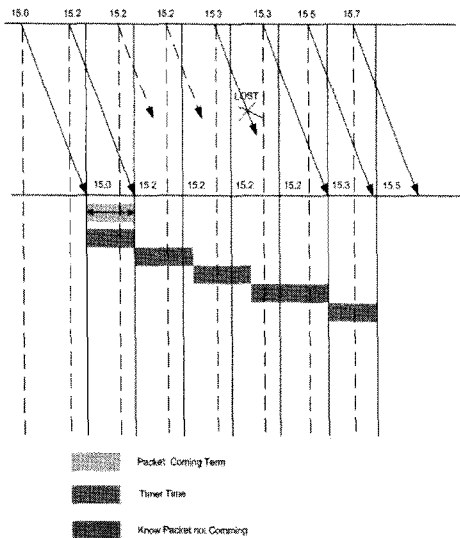 15.0 15.2 15.2 15.2 15.3 15.3 15.5 15.7
LOST
15.0 15.2 15.2 15.2 15.2 15.3 15.5
Packet Coming Term
Timer Time
Know Packet not Comming